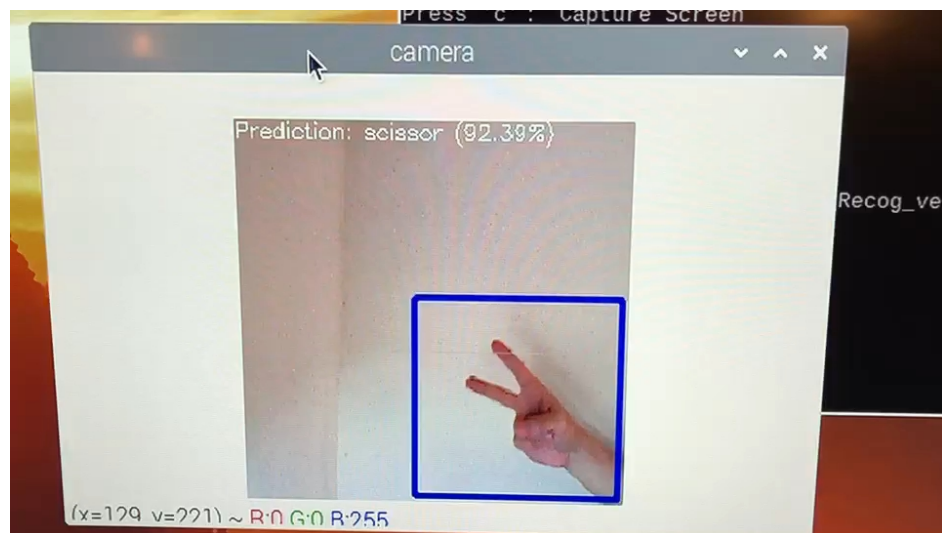 Press 'c' : Capture Screen
camera
Prediction: scissor (92.39%)
Recog_ve
(x=129, y=221) ~ R:0 G:0 B:255